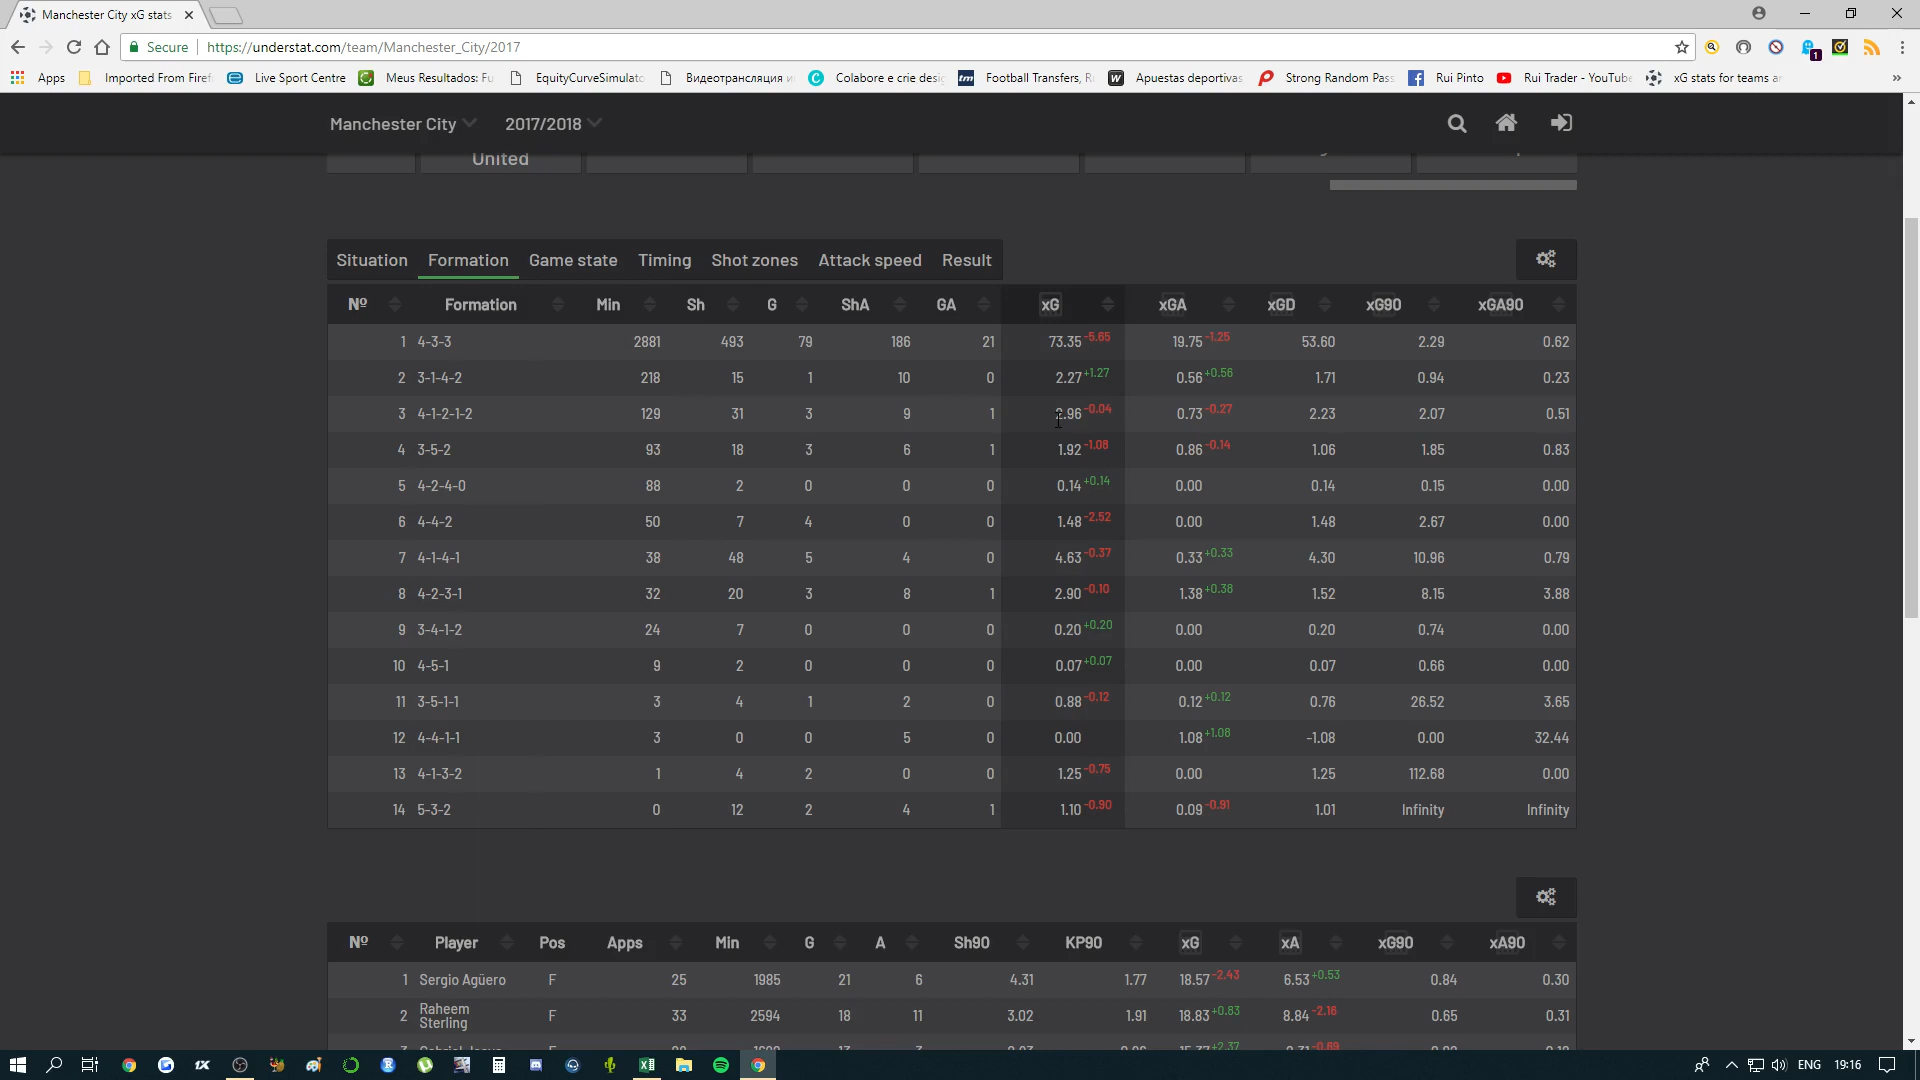 Manchester City xG stats
Secure https://understat.com/team/Manchester_City/2017
1
Apps Imported From Firef Live Sport Centre Meus Resultados: Fu EquityCurveSimulato Видеотрансляция Colabore e crie desig Football Transfers, R Apuestas deportivas Strong Random Pass Rui Pinto Rui Trader - YouTube xG stats for teams a »
Manchester City 2017/2018
United
Situation Formation Game state Timing Shot zones Attack speed Result
Nº Formation Min Sh G ShA GA xG xGA xGD xG90 xGA90
1 4-3-3 2881 493 79 186 21 73.35 -5.65 19.75 -1.25 53.60 2.29 0.62
2 3-1-4-2 218 15 1 10 0 2.27 +1.27 0.56 +0.56 1.71 0.94 0.23
3 4-1-2-1-2 129 31 3 9 1 2.96 -0.04 0.73 -0.27 2.23 2.07 0.51
4 3-5-2 93 18 3 6 1 1.92 -1.08 0.86 -0.14 1.06 1.85 0.83
5 4-2-4-0 88 2 0 0 0 0.14 +0.14 0.00 0.14 0.15 0.00
6 4-4-2 50 7 4 0 0 1.48 -2.52 0.00 1.48 2.67 0.00
7 4-1-4-1 38 48 5 4 0 4.63 -0.37 0.33 +0.33 4.30 10.96 0.79
8 4-2-3-1 32 20 3 8 1 2.90 -0.10 1.38 +0.38 1.52 8.15 3.88
9 3-4-1-2 24 7 0 0 0 0.20 +0.20 0.00 0.20 0.74 0.00
10 4-5-1 9 2 0 0 0 0.07 +0.07 0.00 0.07 0.66 0.00
11 3-5-1-1 3 4 1 2 0 0.88 -0.12 0.12 +0.12 0.76 26.52 3.65
12 4-4-1-1 3 0 0 5 0 0.00 1.08 +1.08 -1.08 0.00 32.44
13 4-1-3-2 1 4 2 0 0 1.25 -0.75 0.00 1.25 112.68 0.00
14 5-3-2 0 12 2 4 1 1.10 -0.90 0.09 -0.91 1.01 Infinity Infinity
Nº Player Pos Apps Min G A Sh90 KP90 xG xA xG90 xA90
1 Sergio Agüero F 25 1985 21 6 4.31 1.77 18.57 -2.43 6.53 +0.53 0.84 0.30
2 Raheem Sterling F 33 2594 18 11 3.02 1.91 18.83 +0.83 8.84 -2.16 0.65 0.31
ENG 19:16